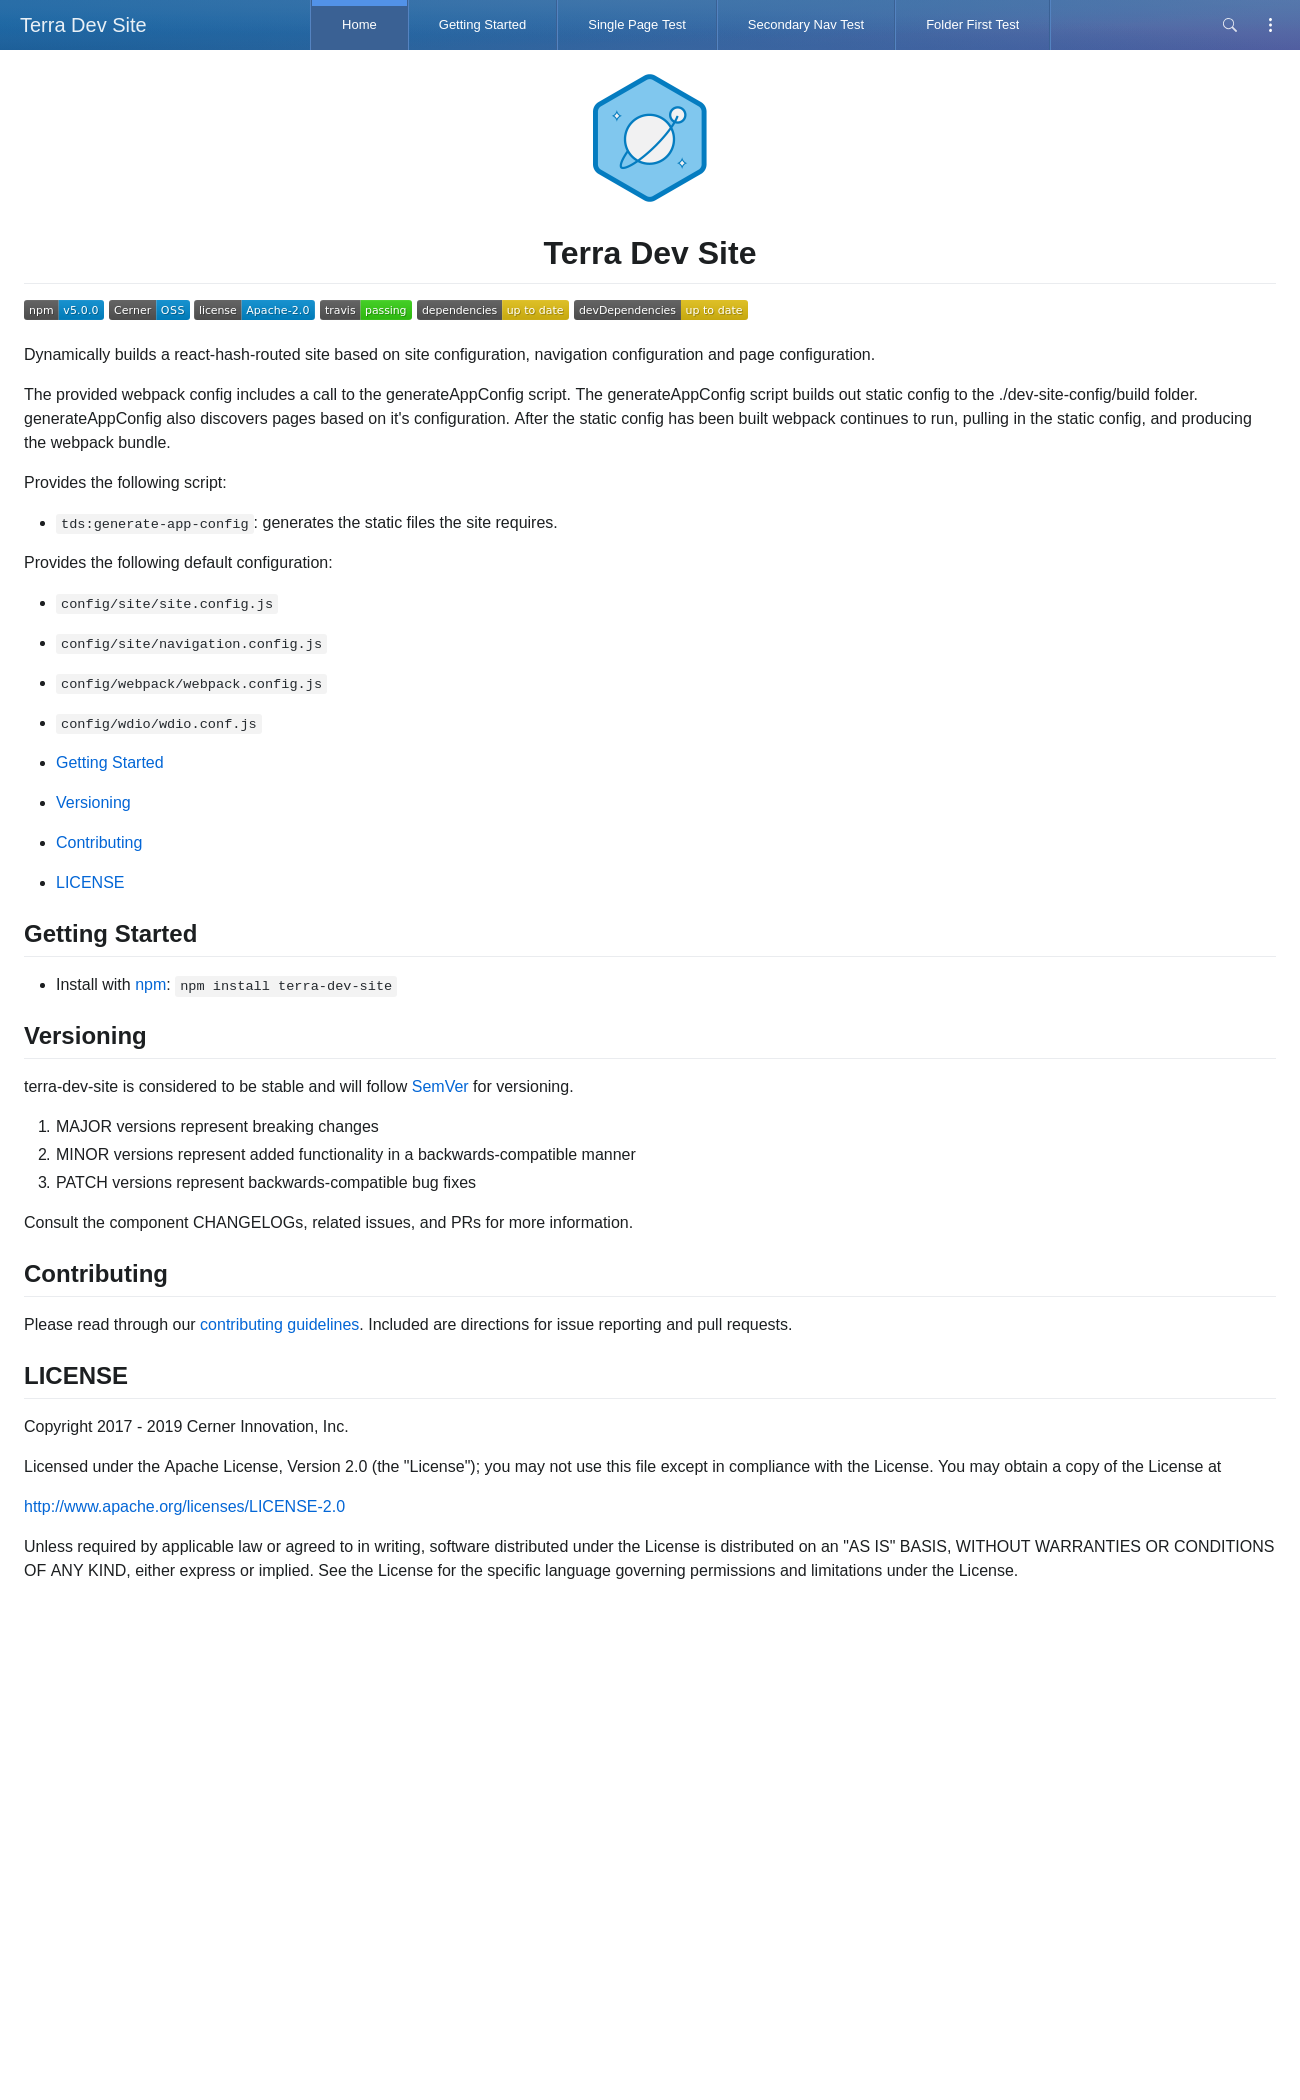 Terra Dev Site
Home
Getting Started
Single Page Test
Secondary Nav Test
Folder First Test
Terra Dev Site
npm v5.0.0 Cerner OSS license Apache-2.0 travis passing dependencies up to date devDependencies up to date
Dynamically builds a react-hash-routed site based on site configuration, navigation configuration and page configuration.
The provided webpack config includes a call to the generateAppConfig script. The generateAppConfig script builds out static config to the ./dev-site-config/build folder.
generateAppConfig also discovers pages based on it's configuration. After the static config has been built webpack continues to run, pulling in the static config, and producing
the webpack bundle.
Provides the following script:
• tds:generate-app-config: generates the static files the site requires.
Provides the following default configuration:
• config/site/site.config.js
• config/site/navigation.config.js
• config/webpack/webpack.config.js
• config/wdio/wdio.conf.js
• Getting Started
• Versioning
• Contributing
• LICENSE
Getting Started
• Install with npm: npm install terra-dev-site
Versioning
terra-dev-site is considered to be stable and will follow SemVer for versioning.
1. MAJOR versions represent breaking changes
2. MINOR versions represent added functionality in a backwards-compatible manner
3. PATCH versions represent backwards-compatible bug fixes
Consult the component CHANGELOGs, related issues, and PRs for more information.
Contributing
Please read through our contributing guidelines. Included are directions for issue reporting and pull requests.
LICENSE
Copyright 2017 - 2019 Cerner Innovation, Inc.
Licensed under the Apache License, Version 2.0 (the "License"); you may not use this file except in compliance with the License. You may obtain a copy of the License at
http://www.apache.org/licenses/LICENSE-2.0
Unless required by applicable law or agreed to in writing, software distributed under the License is distributed on an "AS IS" BASIS, WITHOUT WARRANTIES OR CONDITIONS
OF ANY KIND, either express or implied. See the License for the specific language governing permissions and limitations under the License.